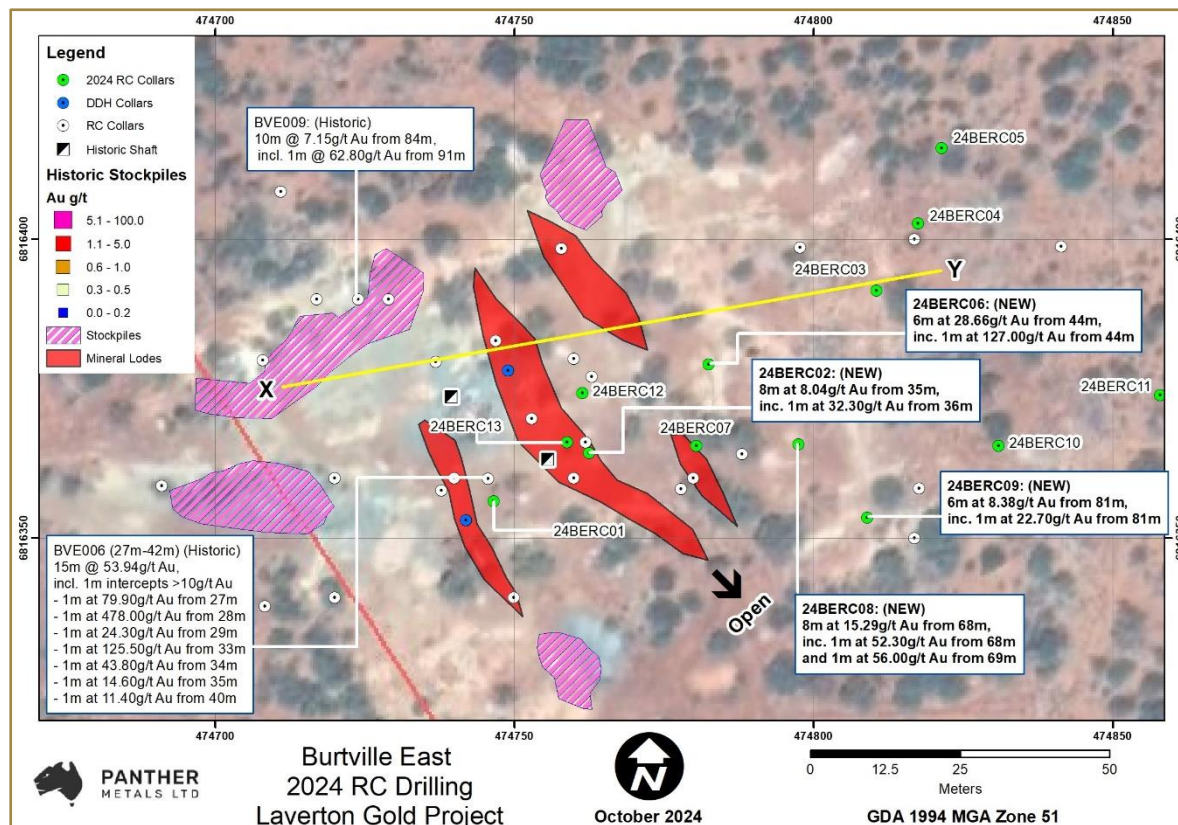 474700
474750
474800
474850
Legend
2024 RC Collars
DDH Collars
RC Collars
Historic Shaft
Historic Stockpiles
Au g/t
5.1 - 100.0
1.1 - 5.0
0.6 - 1.0
0.3 - 0.5
0.0 - 0.2
Stockpiles
Mineral Lodes
BVE009: (Historic)
10m @ 7.15g/t Au from 84m,
incl. 1m @ 62.80g/t Au from 91m
24BERC05
24BERC04
6816400
6816400
24BERC03
Y
24BERC06: (NEW)
6m at 28.66g/t Au from 44m,
inc. 1m at 127.00g/t Au from 44m
24BERC02: (NEW)
8m at 8.04g/t Au from 35m,
inc. 1m at 32.30g/t Au from 36m
X
24BERC12
24BERC11
24BERC13
24BERC07
24BERC10
24BERC09: (NEW)
6m at 8.38g/t Au from 81m,
inc. 1m at 22.70g/t Au from 81m
24BERC01
6816350
6816350
BVE006 (27m-42m) (Historic)
15m @ 53.94g/t Au,
incl. 1m intercepts >10g/t Au
- 1m at 79.90g/t Au from 27m
- 1m at 478.00g/t Au from 28m
- 1m at 24.30g/t Au from 29m
- 1m at 125.50g/t Au from 33m
- 1m at 43.80g/t Au from 34m
- 1m at 14.60g/t Au from 35m
- 1m at 11.40g/t Au from 40m
Open
24BERC08: (NEW)
8m at 15.29g/t Au from 68m,
inc. 1m at 52.30g/t Au from 68m
and 1m at 56.00g/t Au from 69m
474700
474750
474800
474850
PANTHER
METALS LTD
Burtville East
2024 RC Drilling
Laverton Gold Project
N
October 2024
0
12.5
25
50
Meters
GDA 1994 MGA Zone 51